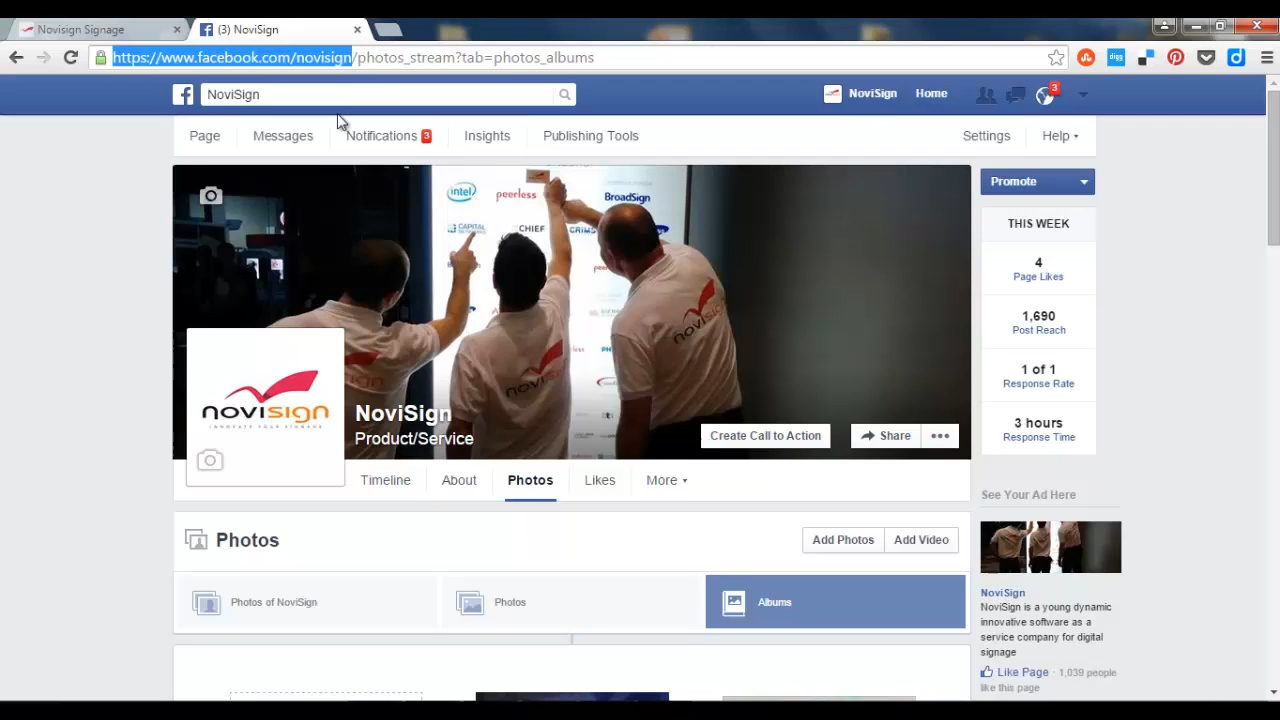 Novisign Signage
(3) NoviSign
https://www.facebook.com/novisign/photos_stream?tab=photos_albums
digg
NoviSign
NoviSign
Home
3
Page
Messages
Notifications 3
Insights
Publishing Tools
Settings
Help
intel
peerless
BroadSign
CAPITAL
CHIEF
novisign
INNOVATE YOUR SIGNAGE
NoviSign
Product/Service
Create Call to Action
Share
Promote
THIS WEEK
4
Page Likes
1,690
Post Reach
1 of 1
Response Rate
3 hours
Response Time
Timeline
About
Photos
Likes
More
See Your Ad Here
Photos
Add Photos
Add Video
Photos of NoviSign
Photos
Albums
NoviSign
NoviSign is a young dynamic
innovative software as a
service company for digital
signage
Like Page · 1,039 people
like this page